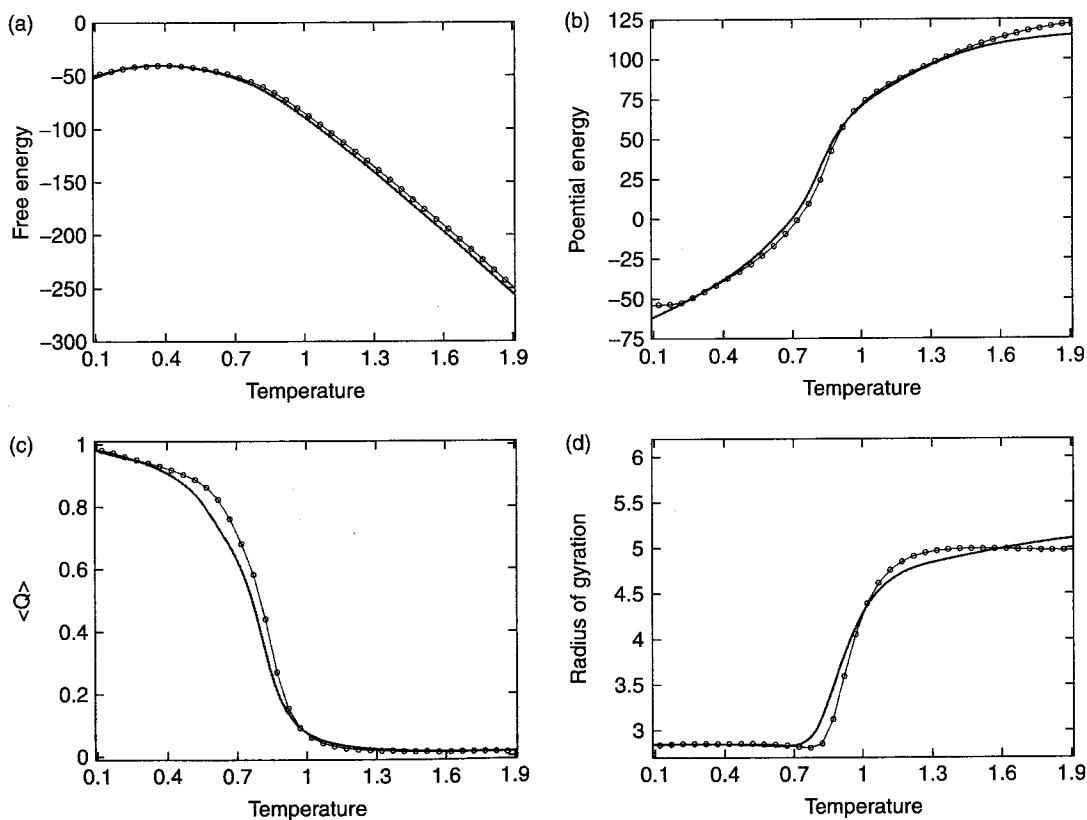 (a)
0
−50
−100
−150
−200
−250
−300
Free energy
0.1 0.4 0.7 1 1.3 1.6 1.9
Temperature
(b)
125
100
75
50
25
0
−25
−50
−75
Poential energy
0.1 0.4 0.7 1 1.3 1.6 1.9
Temperature
(c)
1
0.8
0.6
0.4
0.2
0
<Q>
0.1 0.4 0.7 1 1.3 1.6 1.9
Temperature
(d)
6
5.5
5
4.5
4
3.5
3
Radius of gyration
0.1 0.4 0.7 1 1.3 1.6 1.9
Temperature